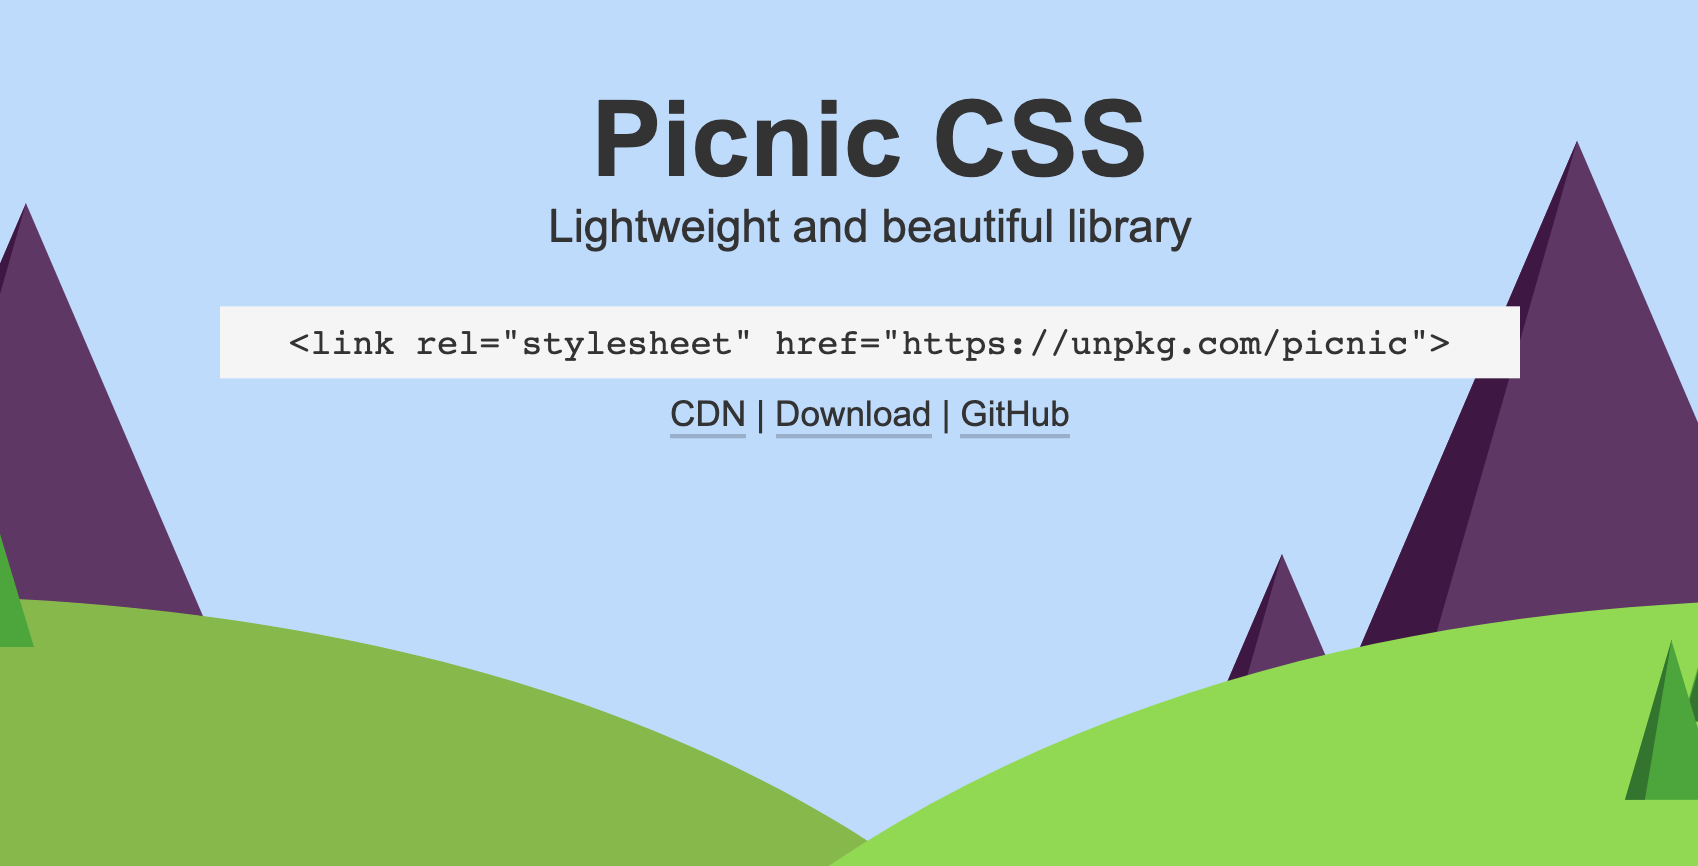 Picnic CSS
Lightweight and beautiful library
<link rel="stylesheet" href="https://unpkg.com/picnic">
CDN | Download | GitHub